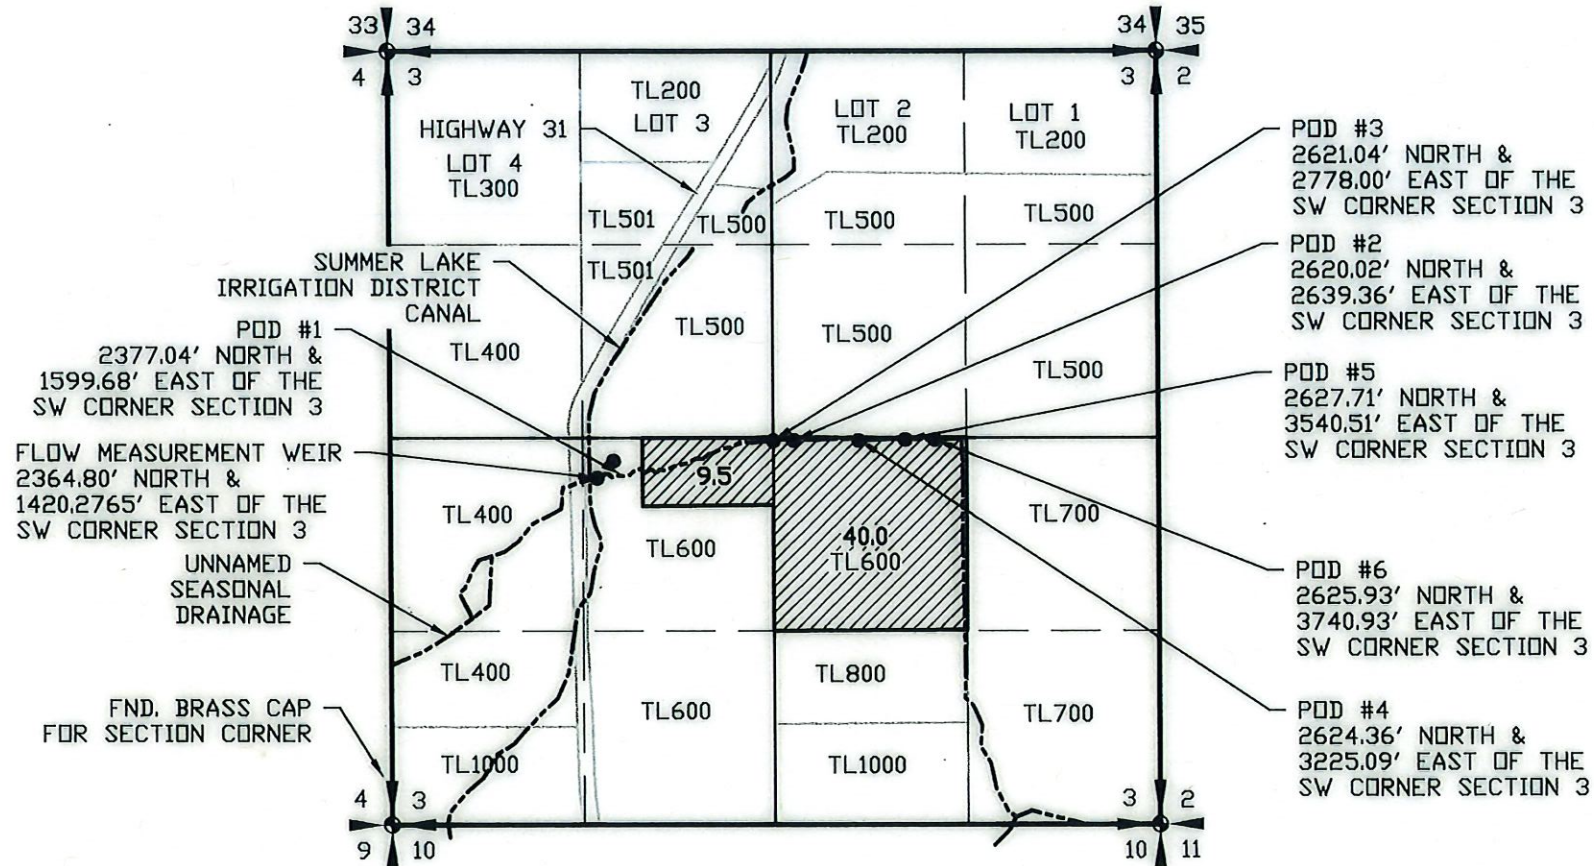 33 34
34 35
4 3
3 2
TL200
LOT 3
HIGHWAY 31
LOT 4
TL300
LOT 2
TL200
LOT 1
TL200
POD #3
2621.04' NORTH &
2778.00' EAST OF THE
SW CORNER SECTION 3
TL501
TL500
TL500
TL500
POD #2
2620.02' NORTH &
2639.36' EAST OF THE
SW CORNER SECTION 3
SUMMER LAKE
IRRIGATION DISTRICT
CANAL
TL501
TL500
TL500
TL400
TL500
POD #1
2377.04' NORTH &
1599.68' EAST OF THE
SW CORNER SECTION 3
POD #5
2627.71' NORTH &
3540.51' EAST OF THE
SW CORNER SECTION 3
FLOW MEASUREMENT WEIR
2364.80' NORTH &
1420.2765' EAST OF THE
SW CORNER SECTION 3
9.5
TL400
TL600
40.0
TL600
TL700
UNNAMED
SEASONAL
DRAINAGE
POD #6
2625.93' NORTH &
3740.93' EAST OF THE
SW CORNER SECTION 3
TL400
TL600
TL800
TL700
FND. BRASS CAP
FOR SECTION CORNER
POD #4
2624.36' NORTH &
3225.09' EAST OF THE
SW CORNER SECTION 3
TL1000
TL1000
4 3
3 2
9 10
10 11